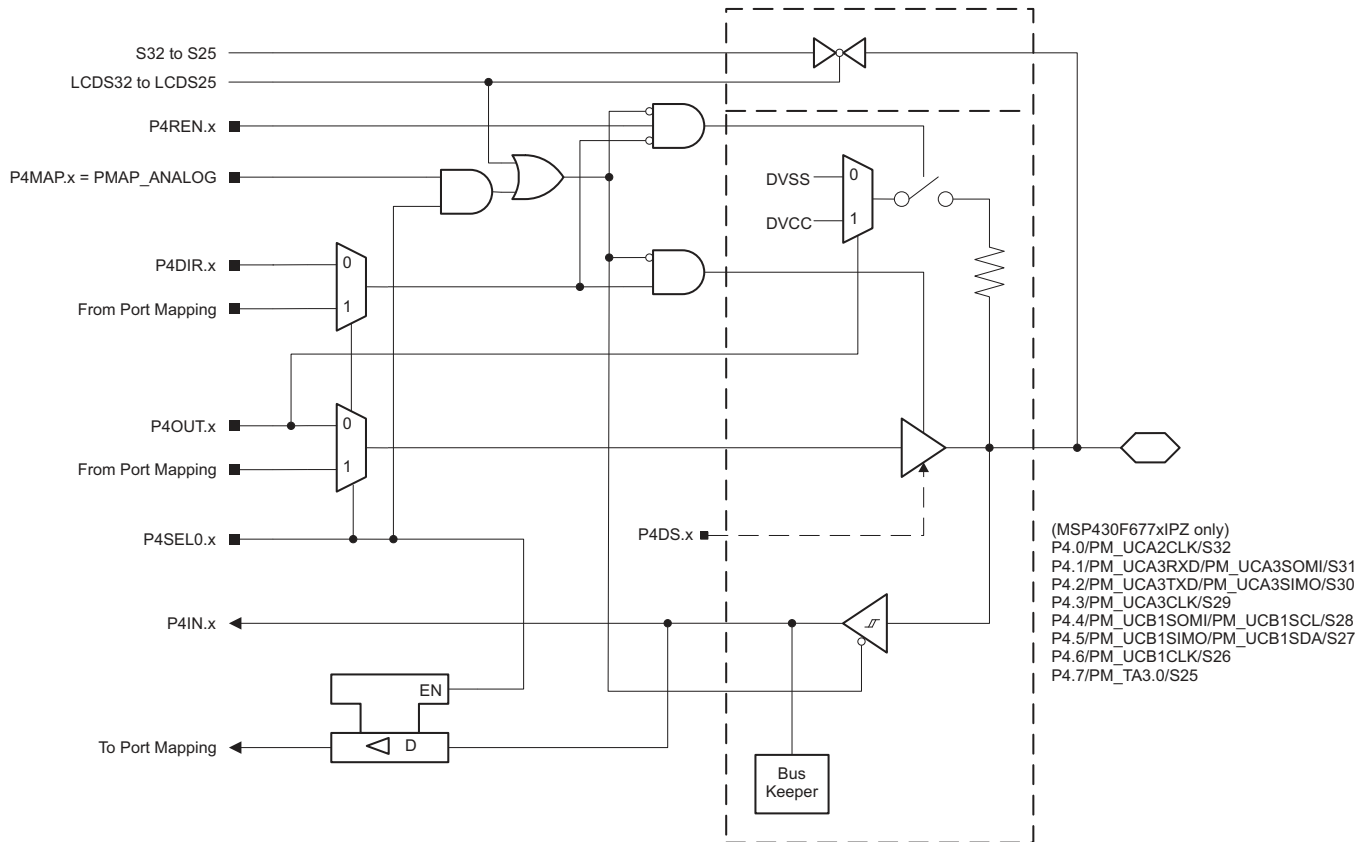 S32 to S25
LCDS32 to LCDS25
P4REN.x
P4MAP.x = PMAP_ANALOG
DVSS
0
DVCC
1
P4DIR.x
0
From Port Mapping
1
P4OUT.x
0
From Port Mapping
1
P4SEL0.x
P4DS.x
(MSP430F677xIPZ only)
P4.0/PM_UCA2CLK/S32
P4.1/PM_UCA3RXD/PM_UCA3SOMI/S31
P4.2/PM_UCA3TXD/PM_UCA3SIMO/S30
P4.3/PM_UCA3CLK/S29
P4.4/PM_UCB1SOMI/PM_UCB1SCL/S28
P4.5/PM_UCB1SIMO/PM_UCB1SDA/S27
P4.6/PM_UCB1CLK/S26
P4.7/PM_TA3.0/S25
P4IN.x
EN
To Port Mapping
D
Bus
Keeper